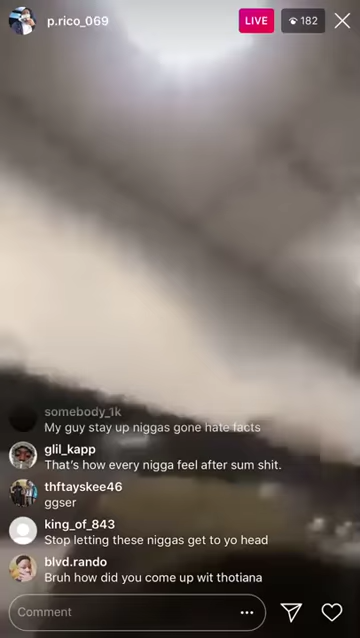 p.rico_069
LIVE
182
somebody_1k
My guy stay up niggas gone hate facts
glil_kapp
That's how every nigga feel after sum shit.
thftayskee46
ggser
king_of_843
Stop letting these niggas get to yo head
blvd.rando
Bruh how did you come up wit thotiana
Comment